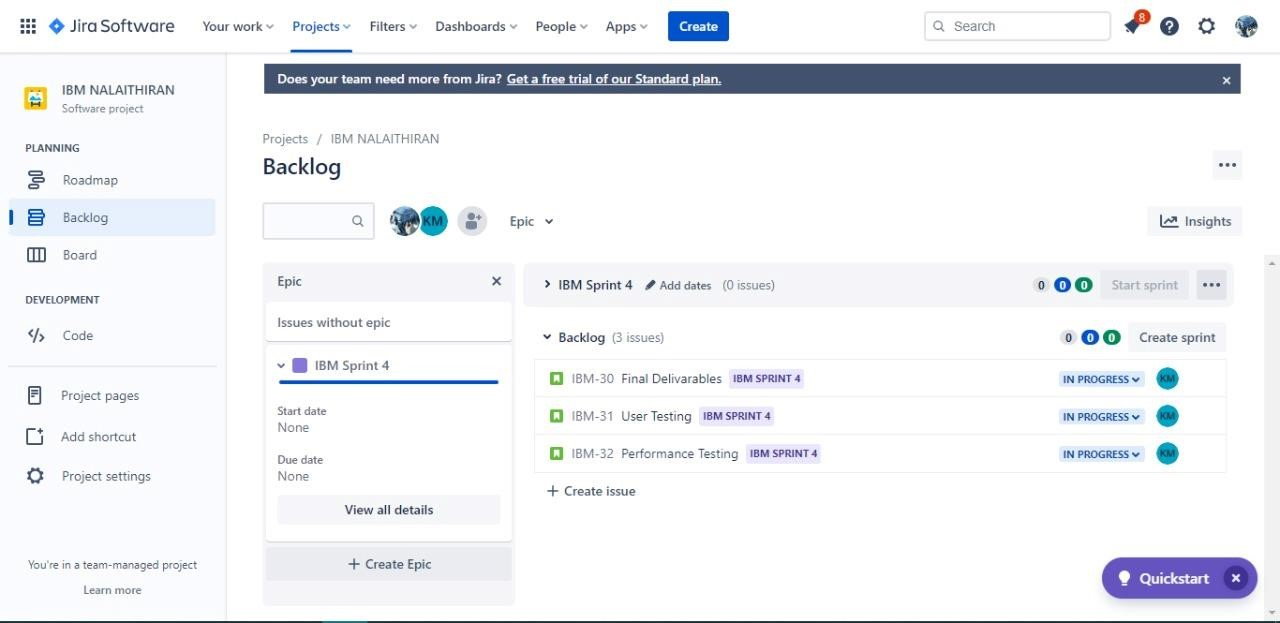 Jira Software Your work Projects Filters Dashboards People Apps Create Search 8
IBM NALAITHIRAN
Software project
PLANNING
Roadmap
Backlog
Board
DEVELOPMENT
Code
Project pages
Add shortcut
Project settings
You're in a team-managed project
Learn more
Does your team need more from Jira? Get a free trial of our Standard plan.
Projects / IBM NALAITHIRAN
Backlog
KM Epic Insights
Epic
Issues without epic
IBM Sprint 4
Start date
None
Due date
None
View all details
+ Create Epic
IBM Sprint 4 Add dates (0 issues) 0 0 0 Start sprint
Backlog (3 issues) 0 0 0 Create sprint
IBM-30 Final Delivarables IBM SPRINT 4 IN PROGRESS KM
IBM-31 User Testing IBM SPRINT 4 IN PROGRESS KM
IBM-32 Performance Testing IBM SPRINT 4 IN PROGRESS KM
+ Create issue
Quickstart